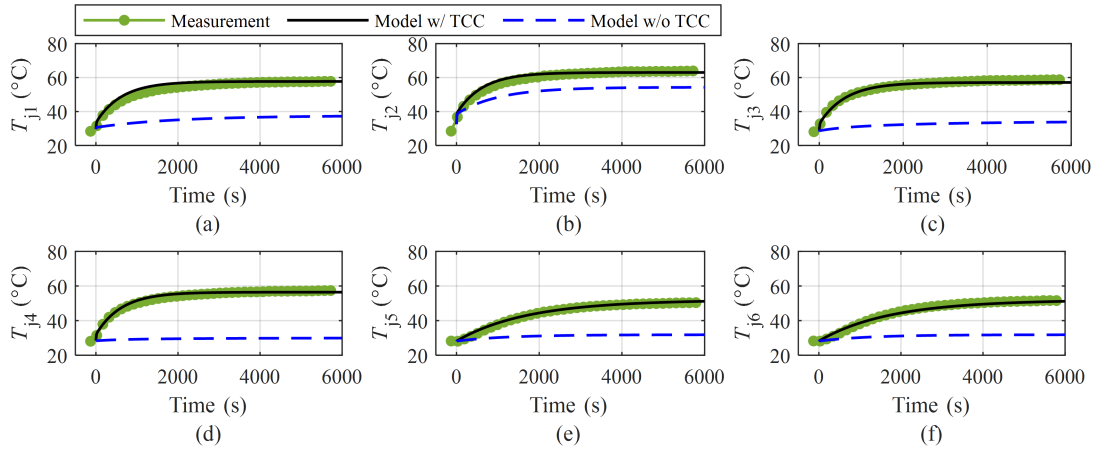 Measurement Model w/ TCC Model w/o TCC
80 60 40 20
T_j1 (°C)
0 2000 4000 6000
Time (s)
(a)
80 60 40 20
T_j2 (°C)
0 2000 4000 6000
Time (s)
(b)
80 60 40 20
T_j3 (°C)
0 2000 4000 6000
Time (s)
(c)
80 60 40 20
T_j4 (°C)
0 2000 4000 6000
Time (s)
(d)
80 60 40 20
T_j5 (°C)
0 2000 4000 6000
Time (s)
(e)
80 60 40 20
T_j6 (°C)
0 2000 4000 6000
Time (s)
(f)